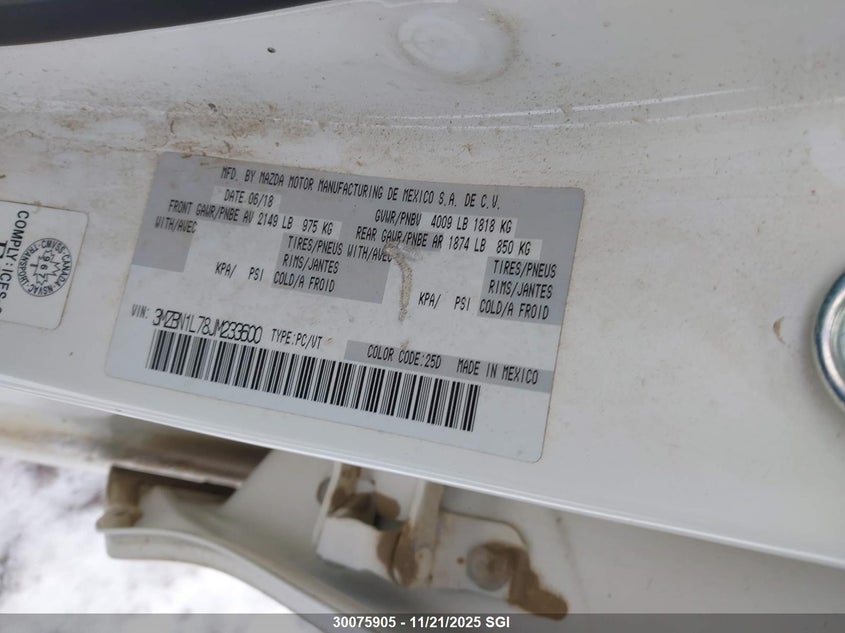 MFD. BY MAZDA MOTOR MANUFACTURING DE MEXICO S.A. DE C.V.
DATE 06/18 GVWR/PNBV 4009 LB 1818 KG
FRONT GAWR/PNBE AV 2149 LB 975 KG REAR GAWR/PNBE AR 1874 LB 850 KG
WITH/AVEC TIRES/PNEUS WITH/AVEC TIRES/PNEUS
RIMS/JANTES RIMS/JANTES
KPA/ PSI COLD/A FROID KPA/ PSI COLD/A FROID
VIN: 3MZBN1L78JM233600 TYPE:PC/VT
COLOR CODE:25D MADE IN MEXICO
COMPLY: ICES-
30075905 - 11/21/2025 SGI